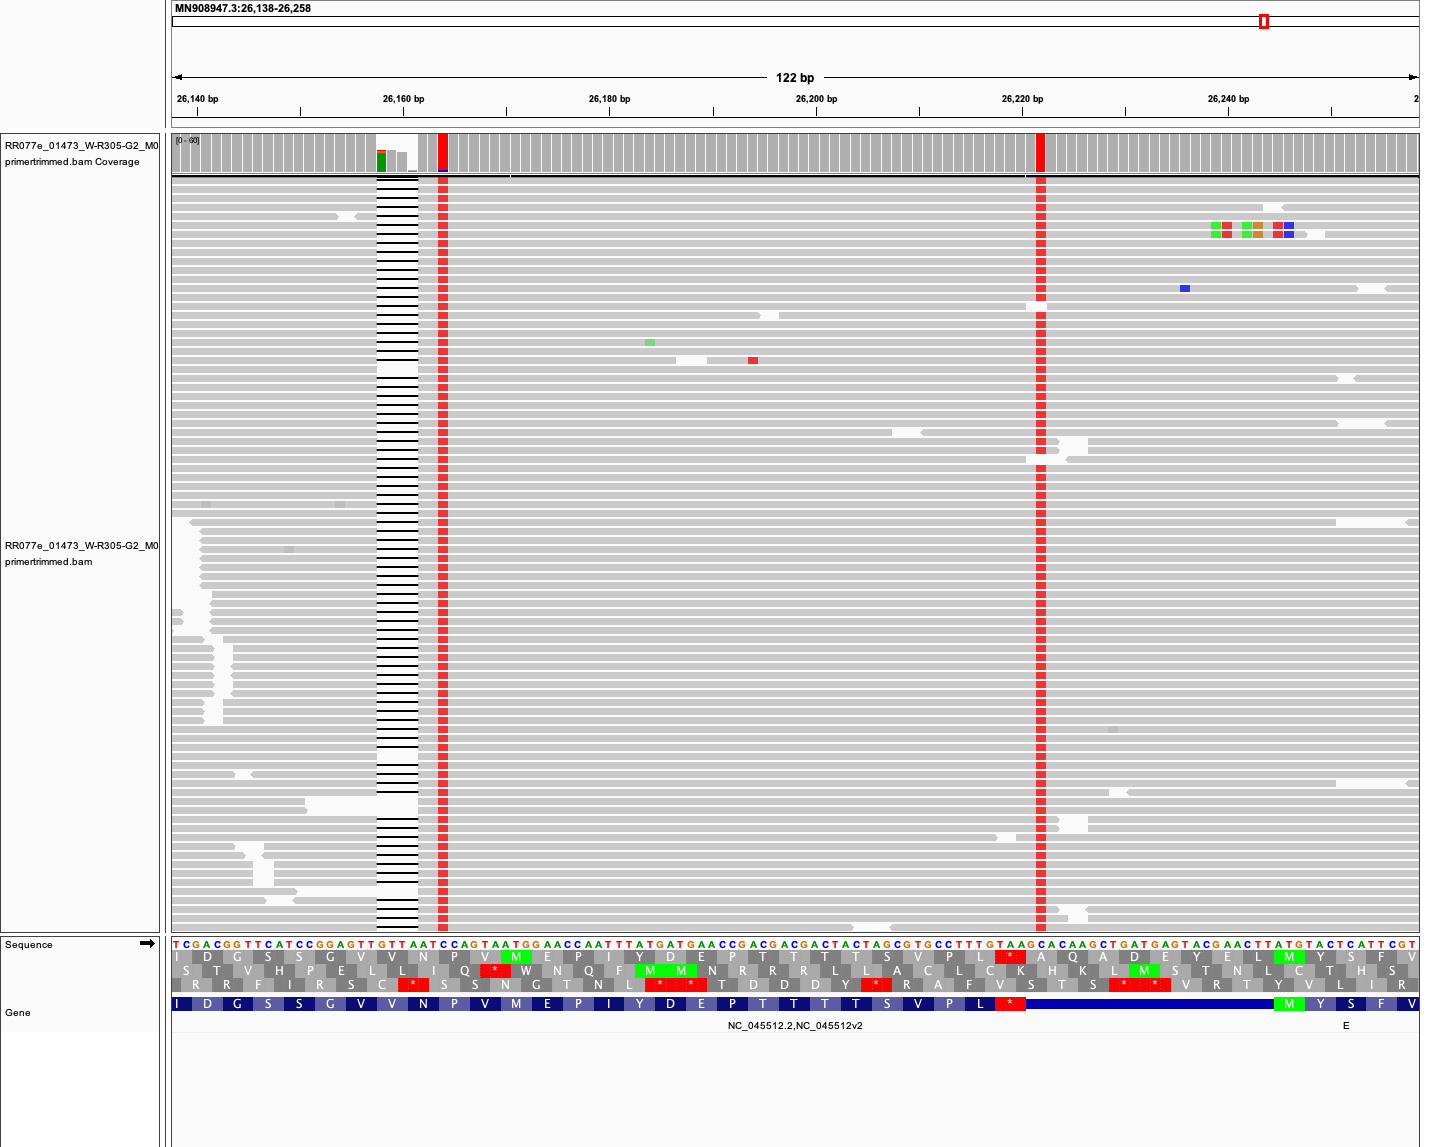 MN908947.3:26,138-26,258
122 bp
26,140 bp 26,160 bp 26,180 bp 26,200 bp 26,220 bp 26,240 bp 2
RR077e_01473_W-R305-G2_M0
primertrimmed.bam Coverage
[0 - 60]
RR077e_01473_W-R305-G2_M0
primertrimmed.bam
Sequence
TCGACGGTTCATCCGGAGTTGTTAATCCAGTAATGGAACCAATTTATGATGAACCGACGACGACTACTAGCGTGCCTTTGTAAGCACAAGCTGATGAGTACGAACTTATGTACTCATTCGT
I D G S S G V V N P V M E P I Y D E P T T T T S V P L * A Q A D E Y E L M Y S F V
S T V H P E L L I Q * W N Q F M M N R R R L L A C L C K H K L M S T N L C T H S
R R F I R S C * S S N G T N L * * T D D D Y * R A F V S T S * * V R T Y V L I R
Gene
I D G S S G V V N P V M E P I Y D E P T T T T S V P L * M Y S F V
NC_045512.2,NC_045512v2 E